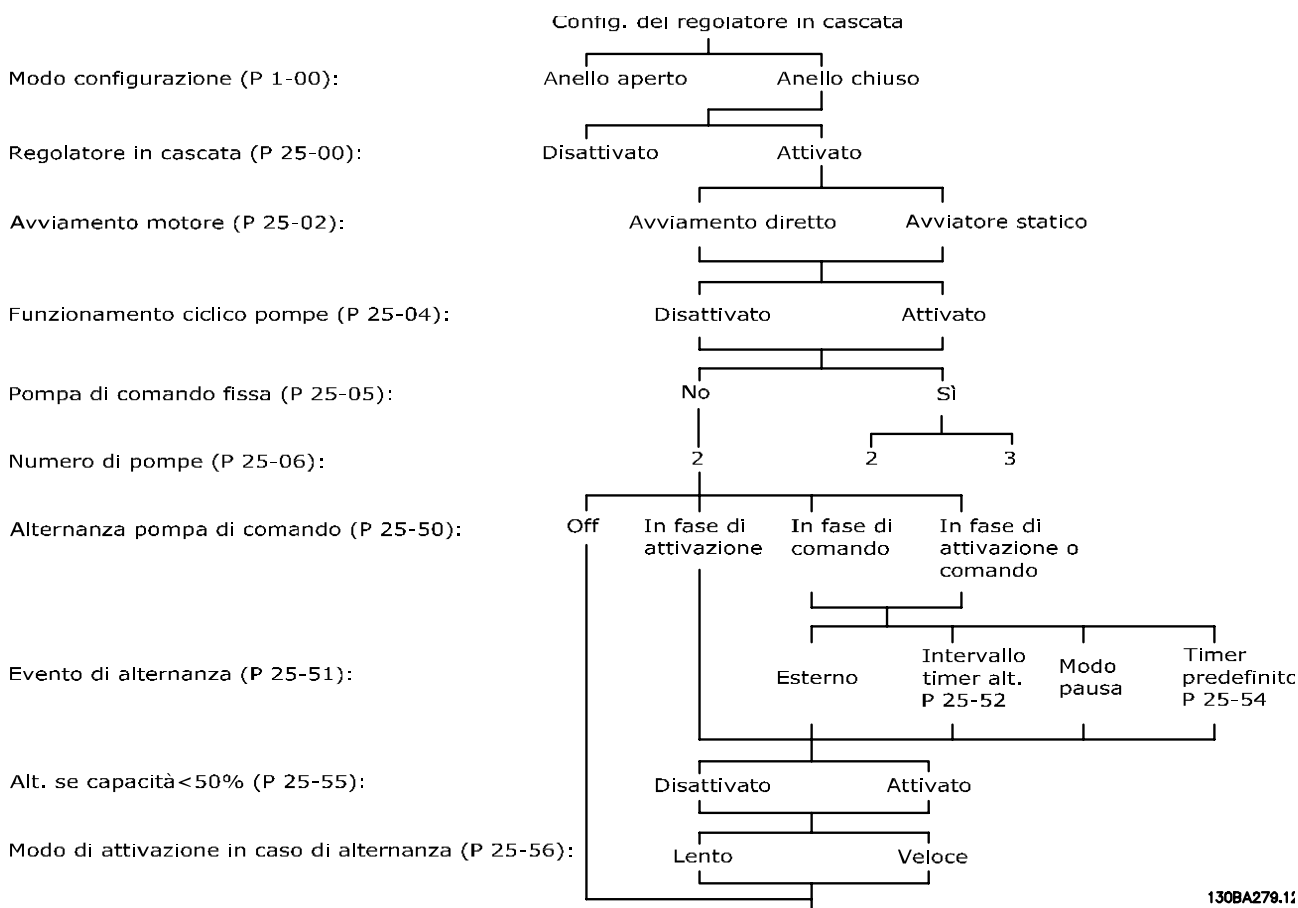 Config. del regolatore in cascata
Modo configurazione (P 1-00):
Anello aperto
Anello chiuso
Regolatore in cascata (P 25-00):
Disattivato
Attivato
Avviamento motore (P 25-02):
Avviamento diretto
Avviatore statico
Funzionamento ciclico pompe (P 25-04):
Disattivato
Attivato
Pompa di comando fissa (P 25-05):
No
Sì
Numero di pompe (P 25-06):
2
2
3
Alternanza pompa di comando (P 25-50):
Off
In fase di
attivazione
In fase di
comando
In fase di
attivazione o
comando
Evento di alternanza (P 25-51):
Esterno
Intervallo
timer alt.
P 25-52
Modo
pausa
Timer
predefinito
P 25-54
Alt. se capacità<50% (P 25-55):
Disattivato
Attivato
Modo di attivazione in caso di alternanza (P 25-56):
Lento
Veloce
130BA279.12